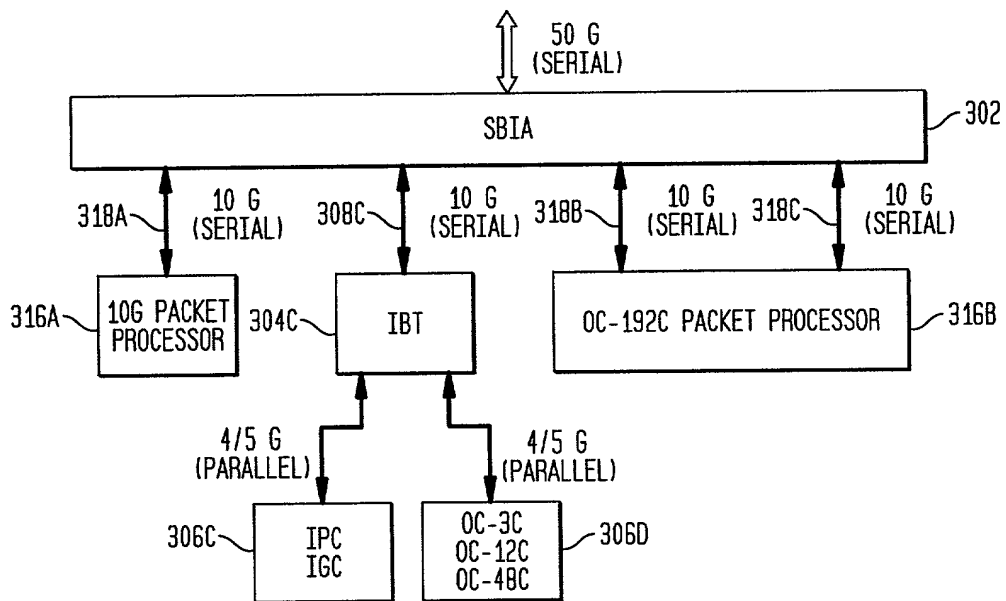 50 G
(SERIAL)
SBIA
302
318A
10 G
(SERIAL)
308C
10 G
(SERIAL)
318B
10 G
(SERIAL)
318C
10 G
(SERIAL)
316A
10G PACKET
PROCESSOR
304C
IBT
OC-192C PACKET PROCESSOR
316B
4/5 G
(PARALLEL)
4/5 G
(PARALLEL)
306C
IPC
IGC
OC-3C
OC-12C
OC-48C
306D